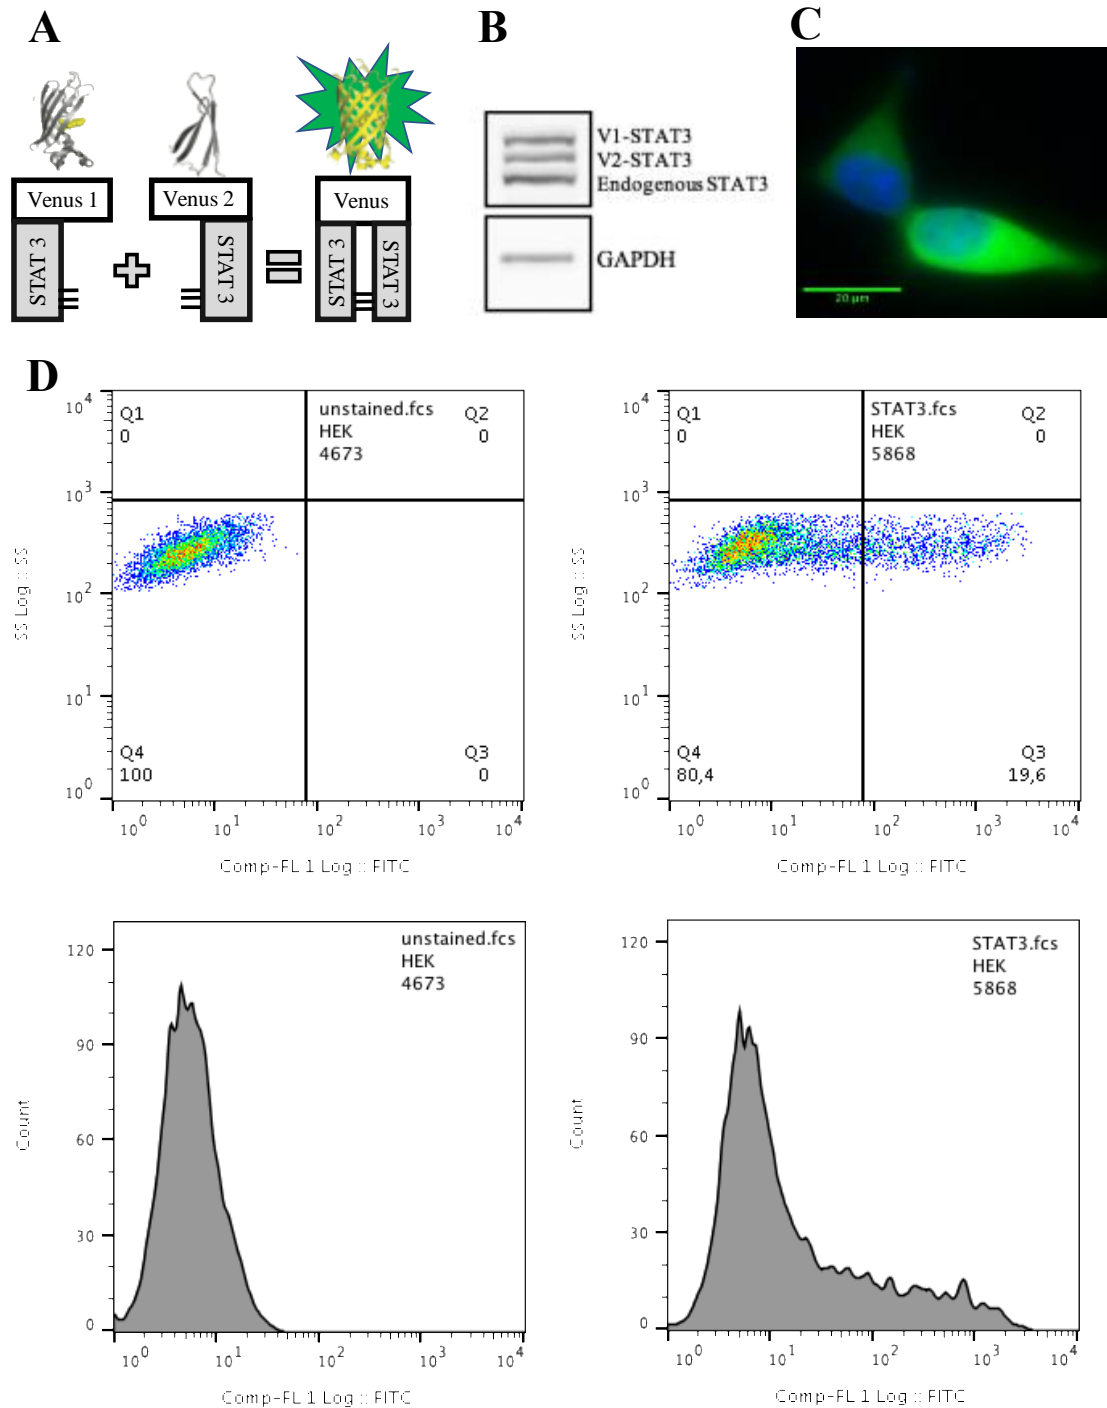 A
Venus 1
STAT 3
Venus 2
STAT 3
Venus
STAT 3
STAT 3
B
V1-STAT3
V2-STAT3
Endogenous STAT3
GAPDH
C
20 µm
D
10^4
10^3
10^2
10^1
10^0
SS Log :: SS
Q1
0
unstained.fcs
HEK
4673
Q2
0
Q4
100
Q3
0
10^0 10^1 10^2 10^3 10^4
Comp-FL 1 Log :: FITC
10^4
10^3
10^2
10^1
10^0
SS Log :: SS
Q1
0
STAT3.fcs
HEK
5868
Q2
0
Q4
80,4
Q3
19,6
10^0 10^1 10^2 10^3 10^4
Comp-FL 1 Log :: FITC
120
90
60
30
0
Count
unstained.fcs
HEK
4673
10^0 10^1 10^2 10^3 10^4
Comp-FL 1 Log :: FITC
120
90
60
30
0
Count
STAT3.fcs
HEK
5868
10^0 10^1 10^2 10^3 10^4
Comp-FL 1 Log :: FITC